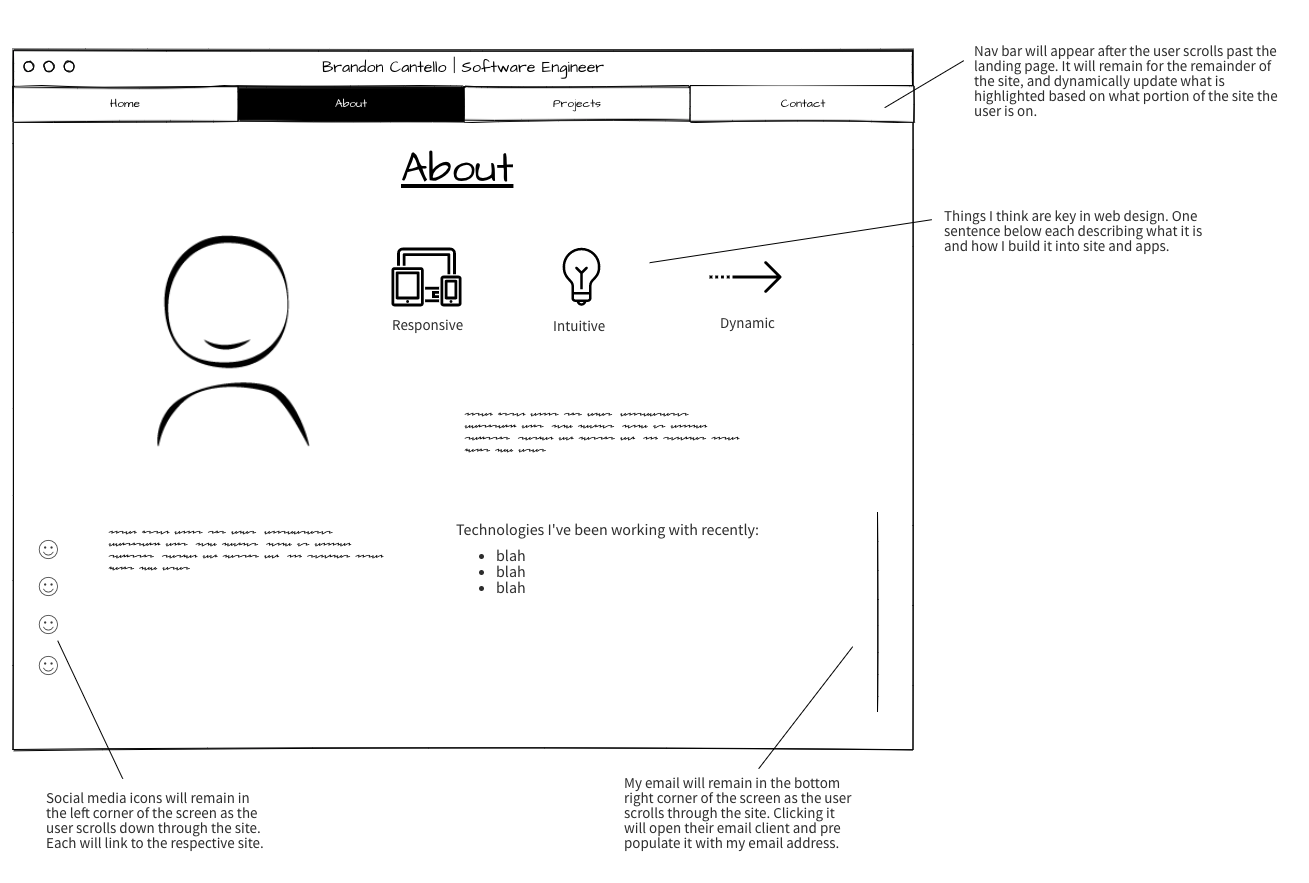 Brandon Cantello | Software Engineer
Home
About
Projects
Contact
Nav bar will appear after the user scrolls past the
landing page. It will remain for the remainder of
the site, and dynamically update what is
highlighted based on what portion of the site the
user is on.
About
Things I think are key in web design. One
sentence below each describing what it is
and how I build it into site and apps.
Responsive
Intuitive
Dynamic
Technologies I've been working with recently:
• blah
• blah
• blah
Social media icons will remain in
the left corner of the screen as the
user scrolls down through the site.
Each will link to the respective site.
My email will remain in the bottom
right corner of the screen as the user
scrolls through the site. Clicking it
will open their email client and pre
populate it with my email address.